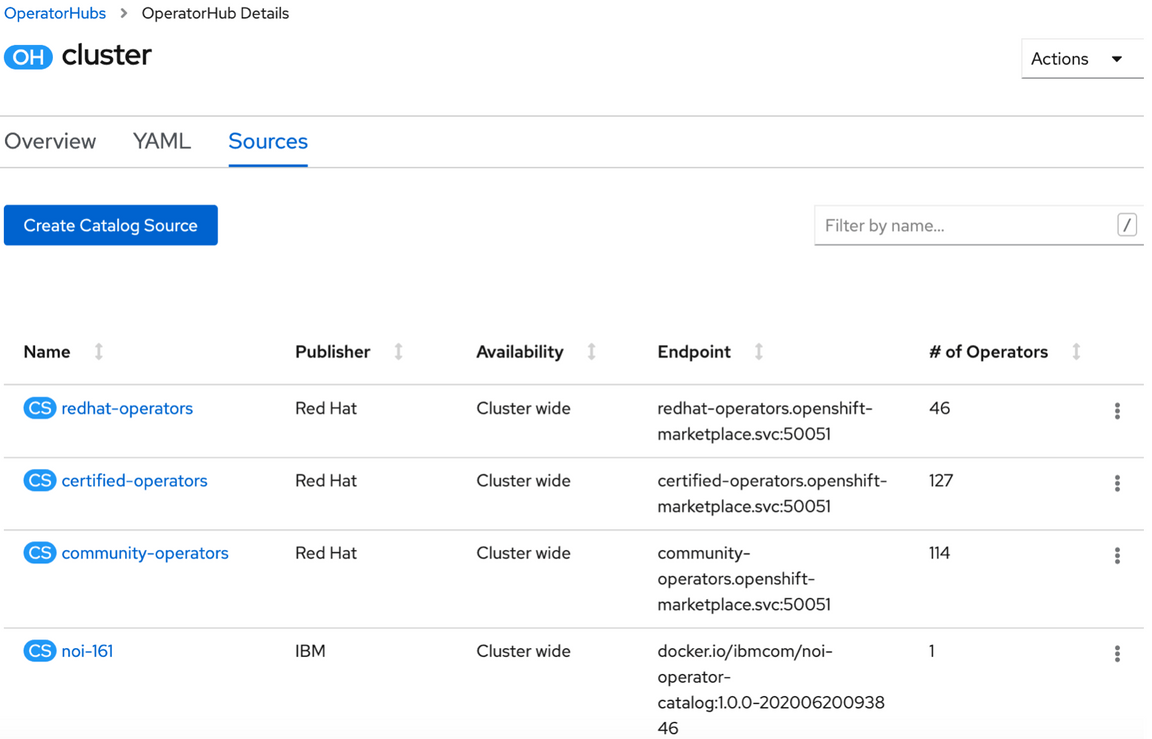 OperatorHubs > OperatorHub Details
OH cluster
Actions
Overview YAML Sources
Create Catalog Source
Filter by name... /
Name Publisher Availability Endpoint # of Operators
CS redhat-operators Red Hat Cluster wide redhat-operators.openshift- 46
marketplace.svc:50051
CS certified-operators Red Hat Cluster wide certified-operators.openshift- 127
marketplace.svc:50051
CS community-operators Red Hat Cluster wide community- 114
operators.openshift-
marketplace.svc:50051
CS noi-161 IBM Cluster wide docker.io/ibmcom/noi- 1
operator-
catalog:1.0.0-202006200938
46